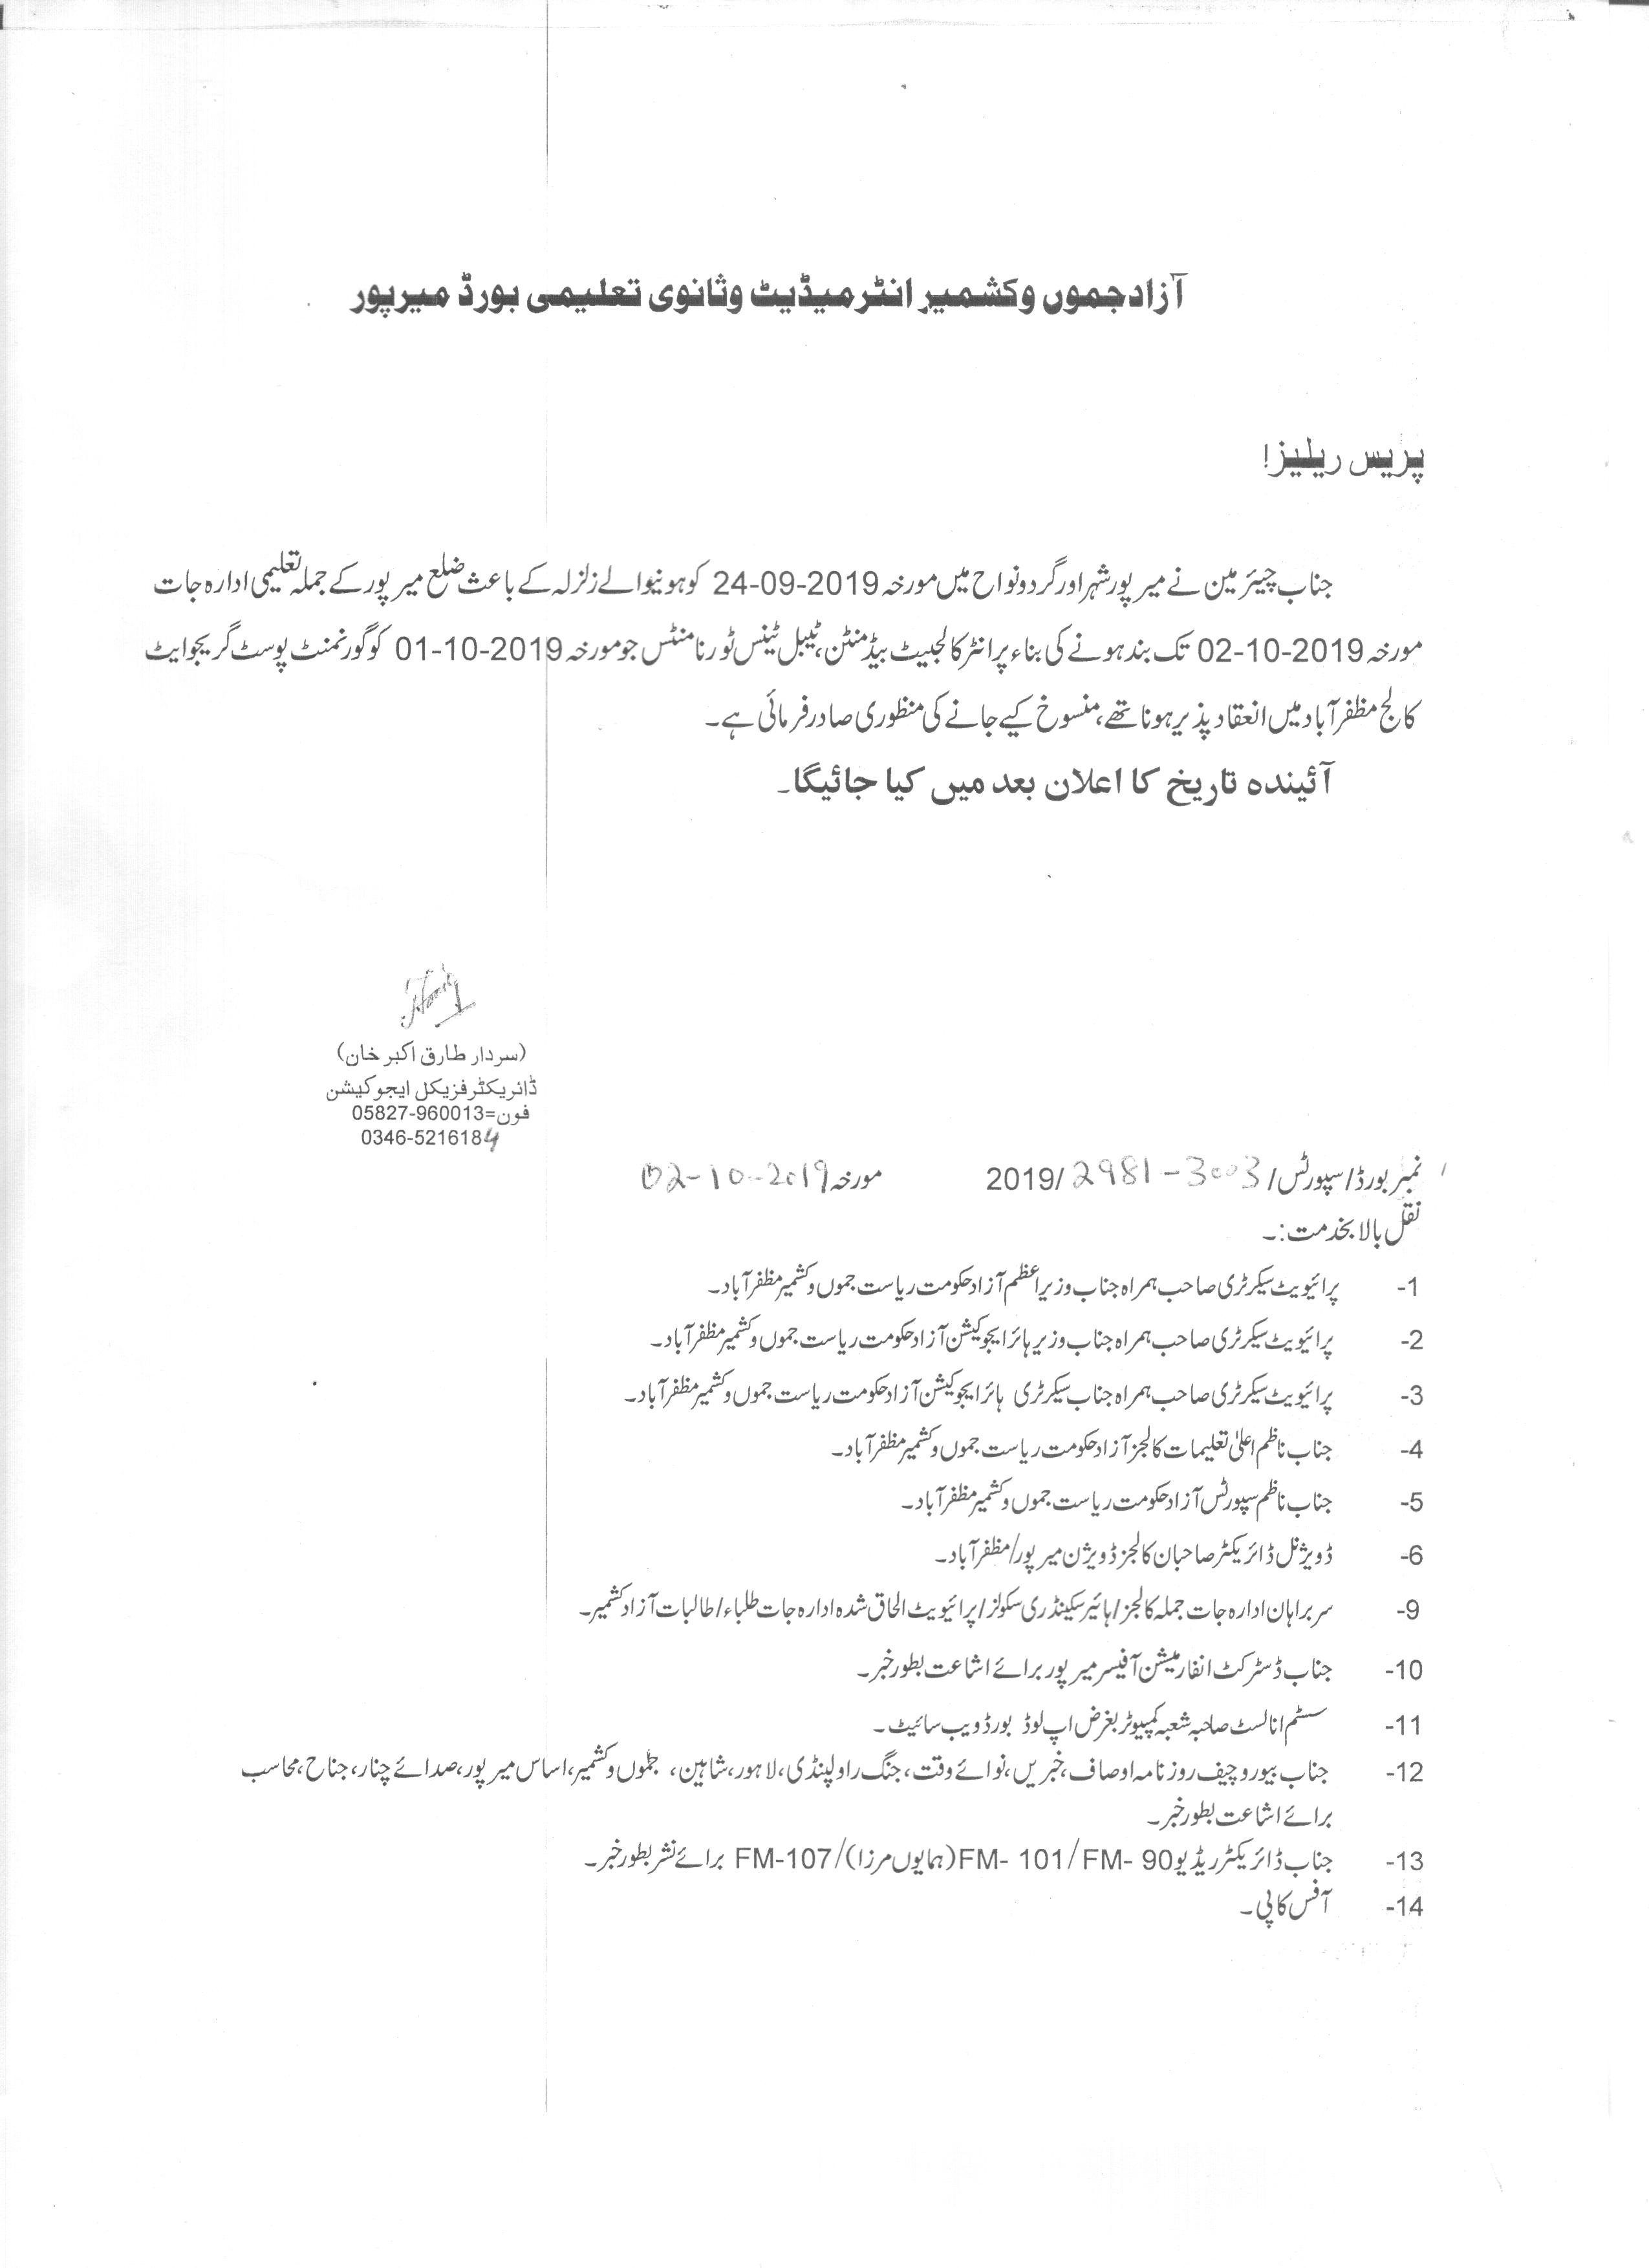 آزاد جموں و کشمیر انٹر میڈیٹ و ثانوی تعلیمی بورڈ میرپور
پریس ریلیز!
جناب چیئرمین نے میرپور شہر اور گردونواح میں مورخہ 24-09-2019 کو ہونیوالے زلزلہ کے باعث ضلع میرپور کے جملہ تعلیمی ادارہ جات
مورخہ 02-10-2019 تک بند ہونے کی بناء پر انٹر کالجیٹ بیڈمنٹن، ٹیبل ٹینس ٹورنامنٹس جو مورخہ 01-10-2019 کو گورنمنٹ پوسٹ گریجوایٹ
کالج مظفرآباد میں انعقاد پذیر ہونا تھے، منسوخ کیے جانے کی منظوری صادر فرمائی ہے۔
آئیندہ تاریخ کا اعلان بعد میں کیا جائیگا۔
(سردار طارق اکبر خان)
ڈائریکٹر فزیکل ایجوکیشن
فون=05827-960013
0346-5216184
نمبر بورڈ/سپورٹس/2981-3003/2019 مورخہ 02-10-2019
نقل بالا بخدمت:۔
1- پرائیویٹ سیکرٹری صاحب ہمراہ جناب وزیراعظم آزاد حکومت ریاست جموں و کشمیر مظفرآباد۔
2- پرائیویٹ سیکرٹری صاحب ہمراہ جناب وزیر ہائر ایجوکیشن آزاد حکومت ریاست جموں و کشمیر مظفرآباد۔
3- پرائیویٹ سیکرٹری صاحب ہمراہ جناب سیکرٹری ہائر ایجوکیشن آزاد حکومت ریاست جموں و کشمیر مظفرآباد۔
4- جناب ناظم اعلیٰ تعلیمات کالجز آزاد حکومت ریاست جموں و کشمیر مظفرآباد۔
5- جناب ناظم سپورٹس آزاد حکومت ریاست جموں و کشمیر مظفرآباد۔
6- ڈویژنل ڈائریکٹر صاحبان کالجز ڈویژن میرپور/مظفرآباد۔
9- سربراہان ادارہ جات جملہ کالجز/ہائیر سکینڈری سکولز/پرائیویٹ الحاق شدہ ادارہ جات طلباء/طالبات آزاد کشمیر۔
10- جناب ڈسٹرکٹ انفارمیشن آفیسر میرپور برائے اشاعت بطور خبر۔
11- سسٹم انالسٹ صاحبہ شعبہ کمپیوٹر بغرض اپ لوڈ بورڈ ویب سائیٹ۔
12- جناب بیوروچیف روزنامہ اوصاف، خبریں، نوائے وقت، جنگ راولپنڈی، لاہور، شاہین، جموں و کشمیر، اساس میرپور، صدائے چنار، جناح، محاسب
برائے اشاعت بطور خبر۔
13- جناب ڈائریکٹر ریڈیو FM- 101/ FM- 90 (ہمایوں مرزا)/FM-107 برائے نشر بطور خبر۔
14- آفس کاپی۔